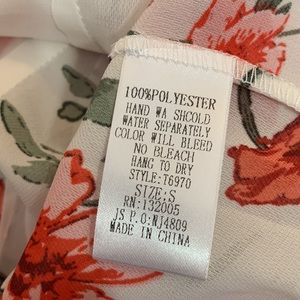 100%POLYESTER
HAND WA SHCOLD
WATER SEPARATELY
COLOR WILL BLEED
NO BLEACH
HANG TO DRY
STYLE:T6970
SIZE:S
RN:132005
JS P.O:NJ4809
MADE IN CHINA